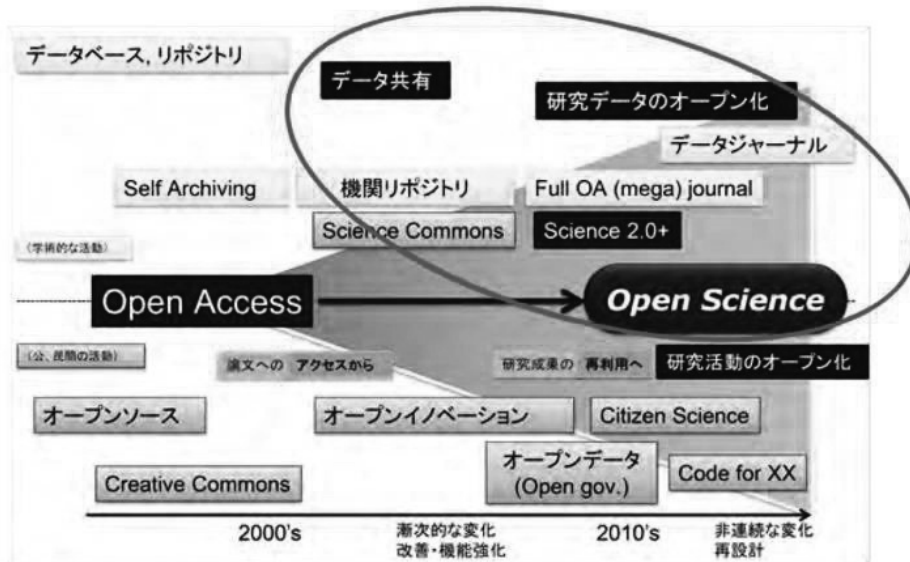 データベース, リポジトリ
データ共有
研究データのオープン化
データジャーナル
Self Archiving
機関リポジトリ
Full OA (mega) journal
Science Commons
Science 2.0+
(学術的な活動)
Open Access
Open Science
(公、民間の活動)
論文への アクセスから
研究成果の 再利用へ
研究活動のオープン化
オープンソース
オープンイノベーション
Citizen Science
Creative Commons
オープンデータ
(Open gov.)
Code for XX
2000's
漸次的な変化
改善・機能強化
2010's
非連続な変化
再設計